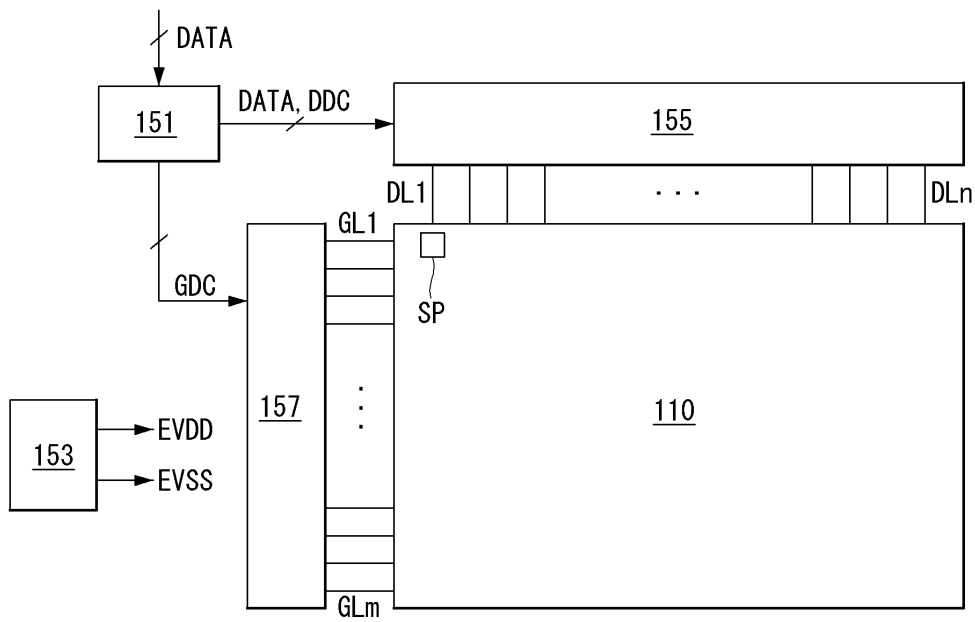 DATA
151
DATA, DDC
155
DL1
...
DLn
GL1
GDC
SP
157
110
153
EVDD
EVSS
GLm